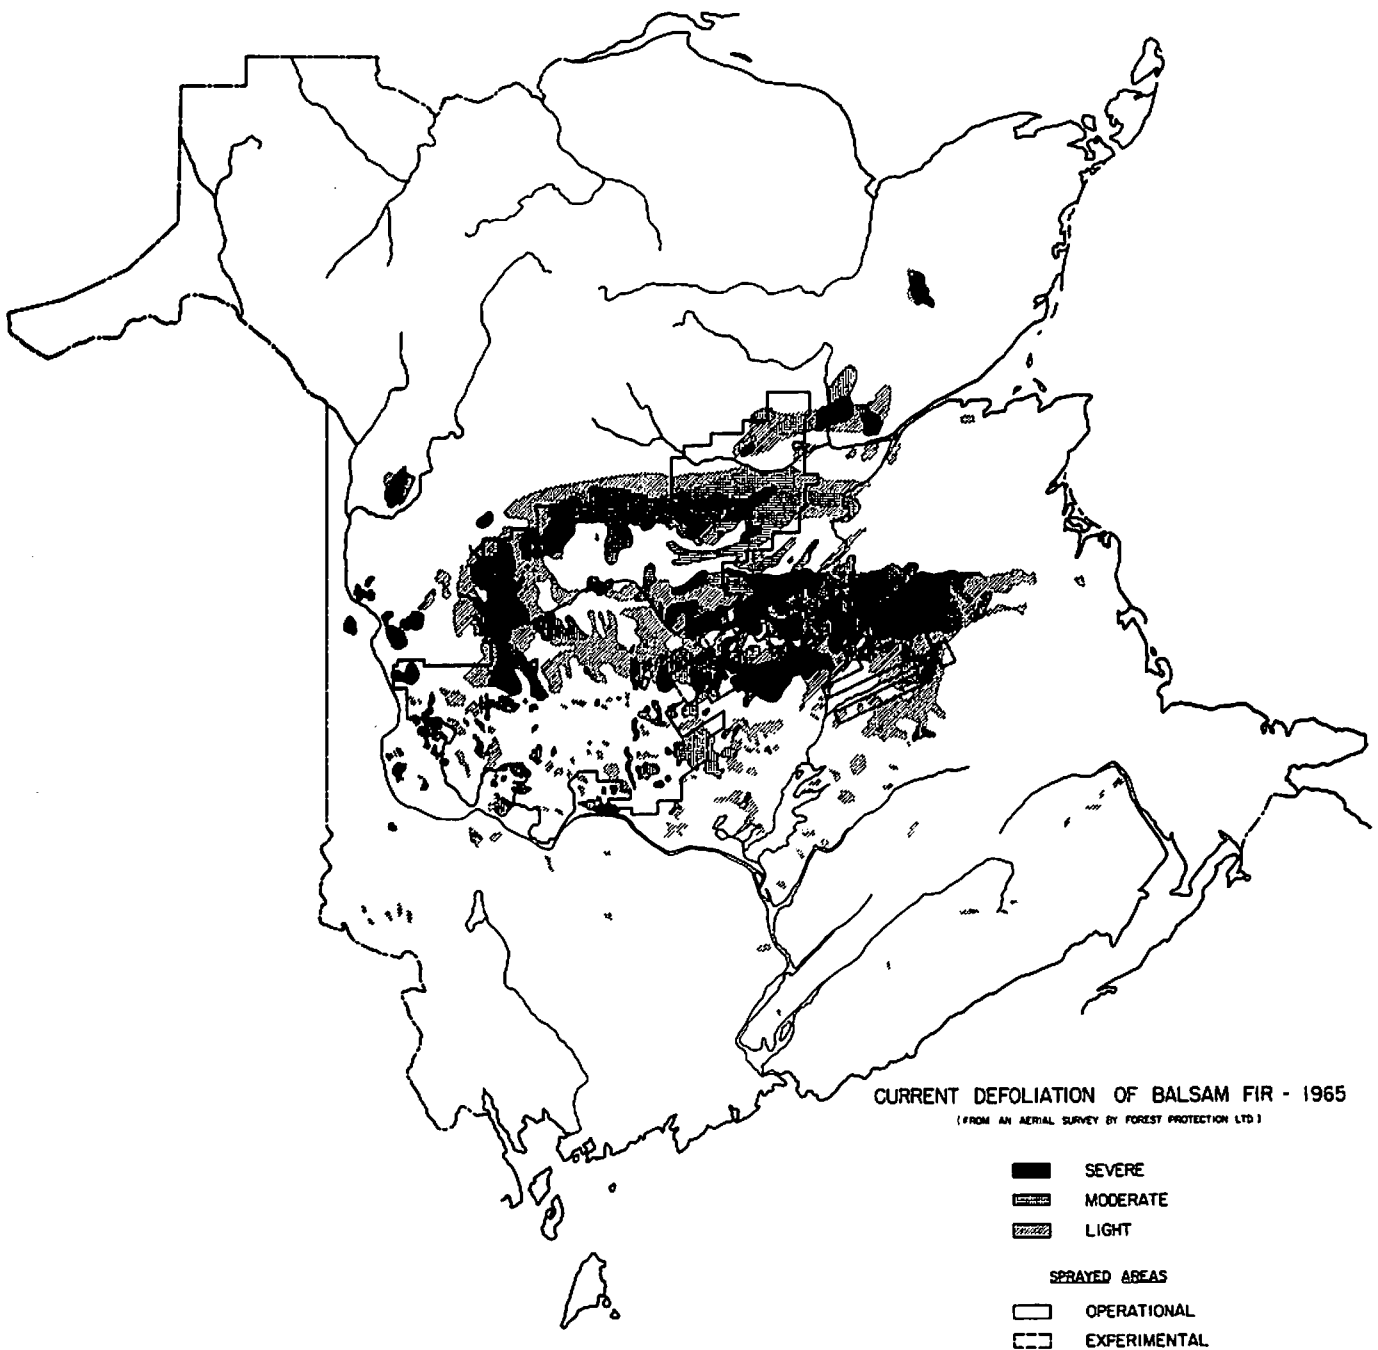 CURRENT DEFOLIATION OF BALSAM FIR - 1965
(FROM AN AERIAL SURVEY BY FOREST PROTECTION LTD)
SEVERE
MODERATE
LIGHT
SPRAYED AREAS
OPERATIONAL
EXPERIMENTAL